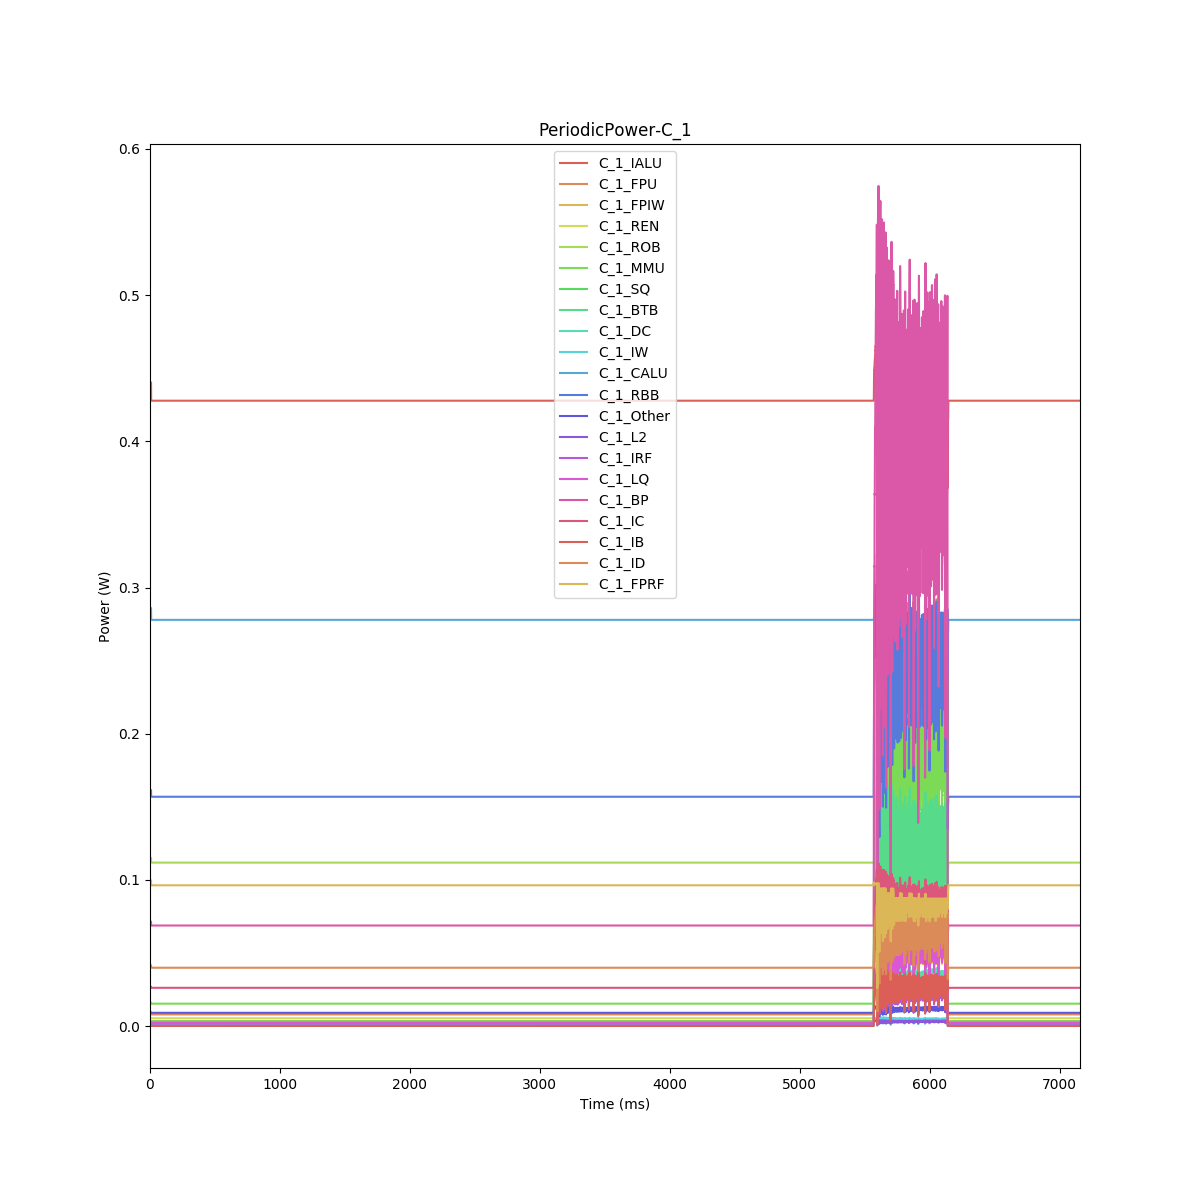 PeriodicPower-C_1
0.6
0.5
0.4
0.3
0.2
0.1
0.0
Power (W)
C_1_IALU
C_1_FPU
C_1_FPIW
C_1_REN
C_1_ROB
C_1_MMU
C_1_SQ
C_1_BTB
C_1_DC
C_1_IW
C_1_CALU
C_1_RBB
C_1_Other
C_1_L2
C_1_IRF
C_1_LQ
C_1_BP
C_1_IC
C_1_IB
C_1_ID
C_1_FPRF
0 1000 2000 3000 4000 5000 6000 7000
Time (ms)